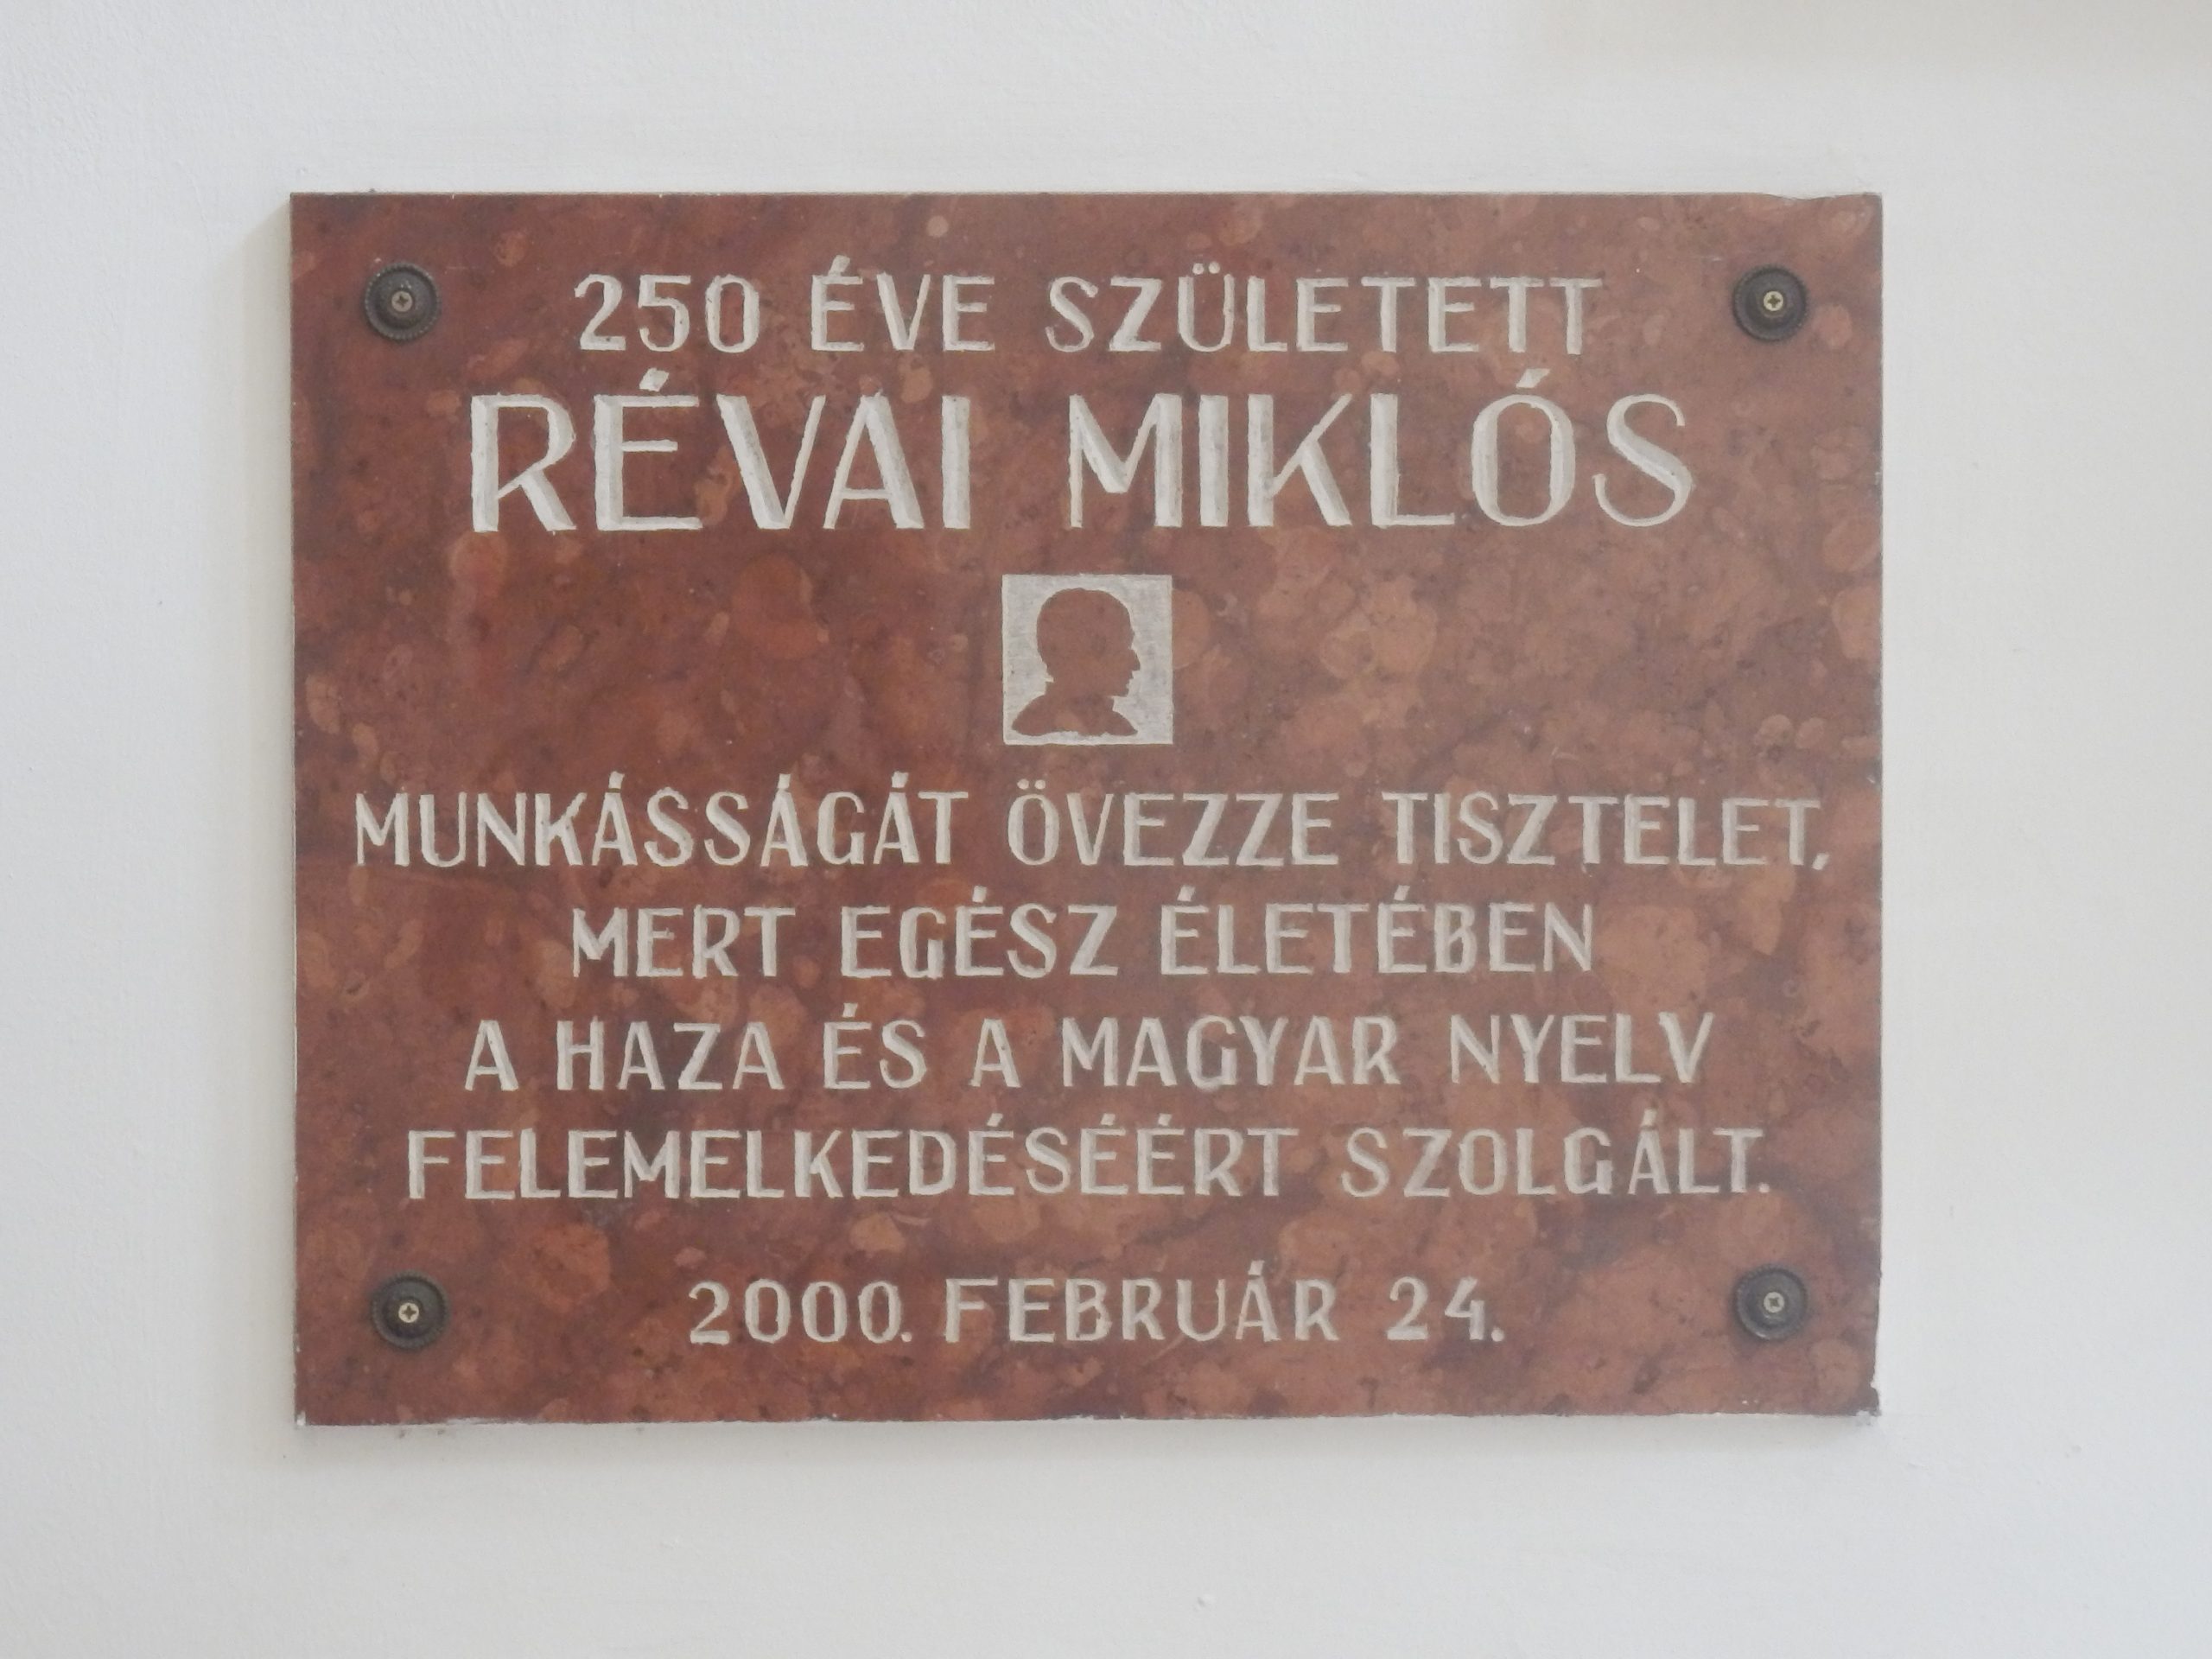 250 ÉVE SZÜLETETT
RÉVAI MIKLÓS
MUNKÁSSÁGÁT ÖVEZZE TISZTELET,
MERT EGÉSZ ÉLETÉBEN
A HAZA ÉS A MAGYAR NYELV
FELEMELKEDÉSÉÉRT SZOLGÁLT.
2000. FEBRUÁR 24.